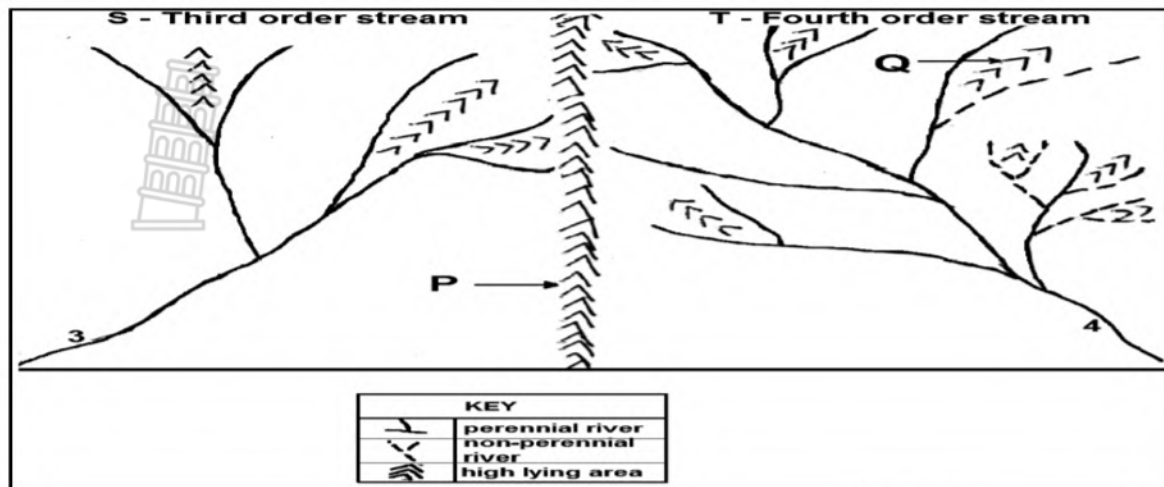 S - Third order stream
T - Fourth order stream
Q
P
3
4
KEY
perennial river
non-perennial
river
high lying area